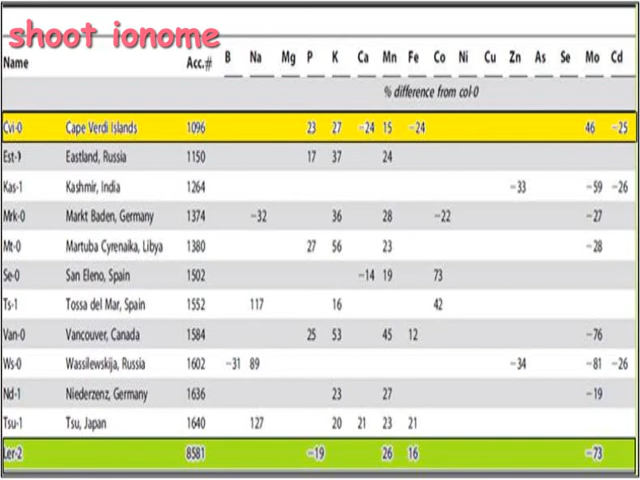 shoot ionome
Name Acc.# B Na Mg P K Ca Mn Fe Co Ni Cu Zn As Se Mo Cd
% difference from col-0
Cvi-0 Cape Verdi Islands 1096 23 27 -24 15 -24 46 -25
Est-1 Eastland, Russia 1150 17 37 24
Kas-1 Kashmir, India 1264 -33 -59 -26
Mrk-0 Markt Baden, Germany 1374 -32 36 28 -22 -27
Mt-0 Martuba Cyrenaika, Libya 1380 27 56 23 -28
Se-0 San Eleno, Spain 1502 -14 19 73
Ts-1 Tossa del Mar, Spain 1552 117 16 42
Van-0 Vancouver, Canada 1584 25 53 45 12 -76
Ws-0 Wassilewskija, Russia 1602 -31 89 -34 -81 -26
Nd-1 Niederzenz, Germany 1636 23 27 -19
Tsu-1 Tsu, Japan 1640 127 20 21 23 21
Ler-2 8581 -19 26 16 -73